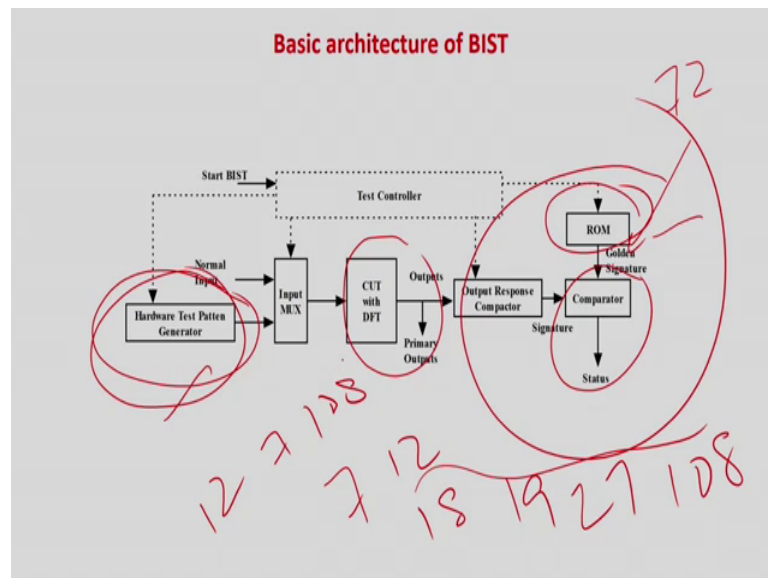 Basic architecture of BIST
72
Start BIST
Test Controller
ROM
Normal
Input
Golden
Signature
Hardware Test Patten
Generator
Input
MUX
CUT
with
DFT
Outputs
Primary
Outputs
Output Response
Compactor
Signature
Comparator
Status
12 7 108
7 12
18 19 27 108